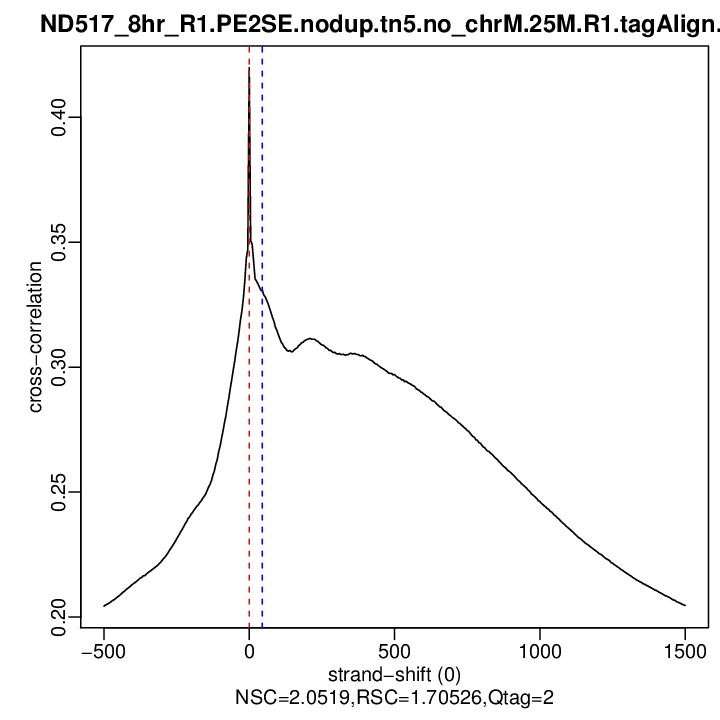 ND517_8hr_R1.PE2SE.nodup.tn5.no_chrM.25M.R1.tagAlign.
cross−correlation
0.40
0.35
0.30
0.25
0.20
−500 0 500 1000 1500
strand−shift (0)
NSC=2.0519,RSC=1.70526,Qtag=2